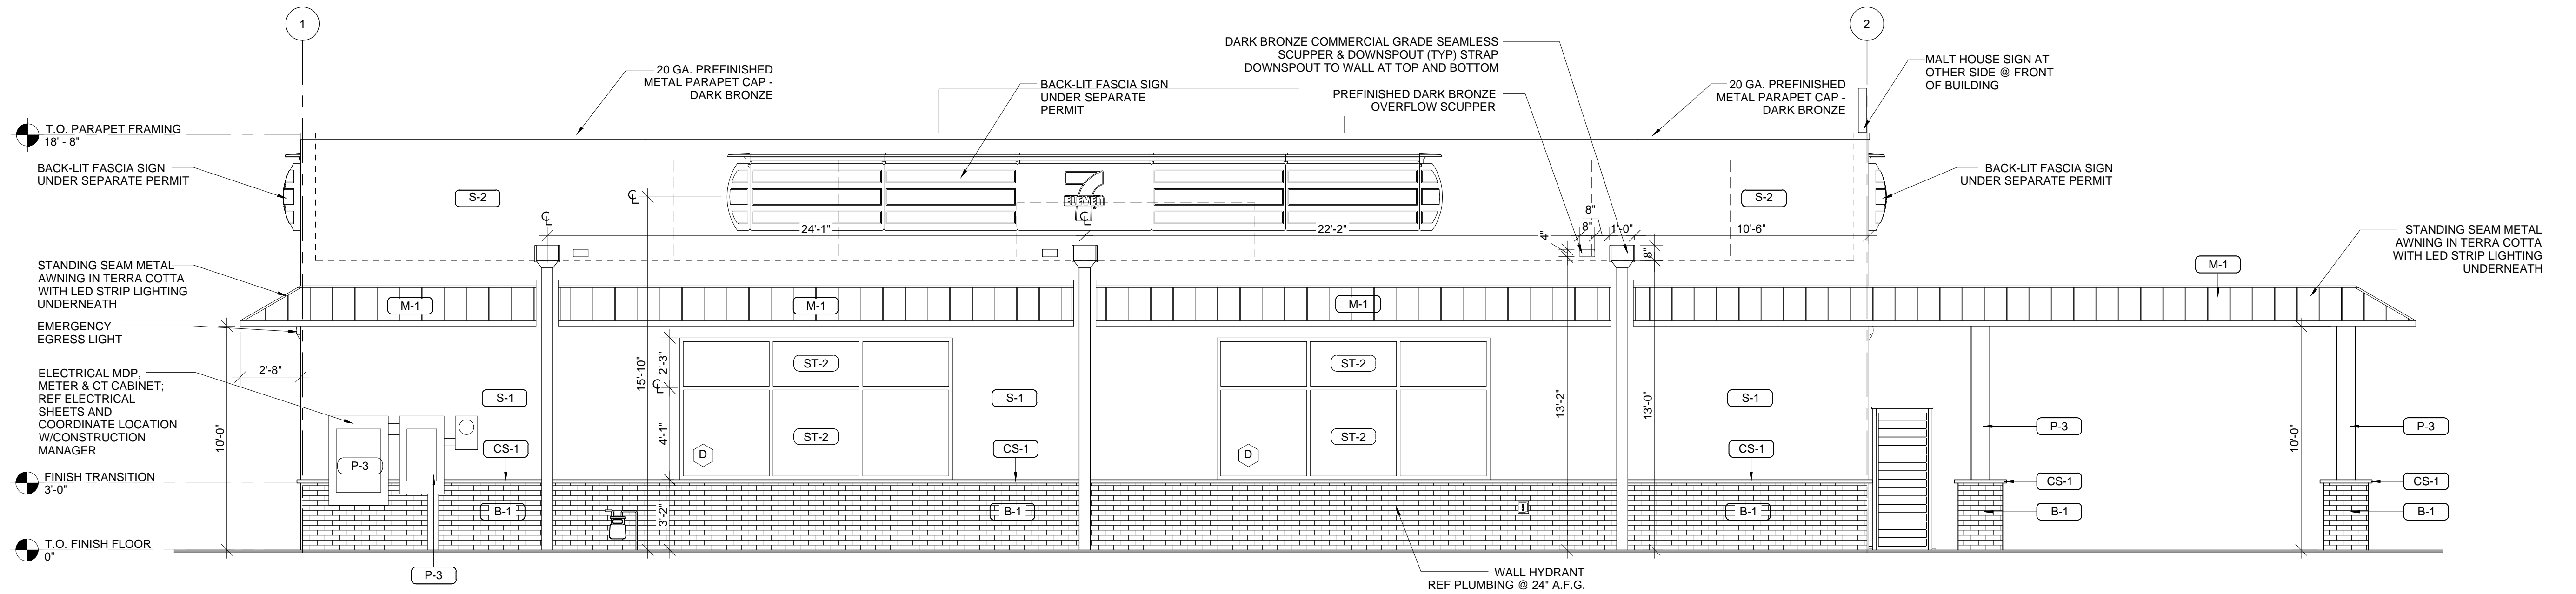 1
2
DARK BRONZE COMMERCIAL GRADE SEAMLESS
SCUPPER & DOWNSPOUT (TYP) STRAP
DOWNSPOUT TO WALL AT TOP AND BOTTOM
MALT HOUSE SIGN AT
OTHER SIDE @ FRONT
OF BUILDING
20 GA. PREFINISHED
METAL PARAPET CAP -
DARK BRONZE
BACK-LIT FASCIA SIGN
UNDER SEPARATE
PERMIT
PREFINISHED DARK BRONZE
OVERFLOW SCUPPER
20 GA. PREFINISHED
METAL PARAPET CAP -
DARK BRONZE
T.O. PARAPET FRAMING
18' - 8"
BACK-LIT FASCIA SIGN
UNDER SEPARATE PERMIT
BACK-LIT FASCIA SIGN
UNDER SEPARATE PERMIT
S-2
7
ELEVEN
S-2
24'-1"
22'-2"
8"
8"
4"
1'-0"
8"
10'-6"
STANDING SEAM METAL
AWNING IN TERRA COTTA
WITH LED STRIP LIGHTING
UNDERNEATH
STANDING SEAM METAL
AWNING IN TERRA COTTA
WITH LED STRIP LIGHTING
UNDERNEATH
M-1
M-1
M-1
M-1
EMERGENCY
EGRESS LIGHT
2'-8"
ELECTRICAL MDP,
METER & CT CABINET;
REF ELECTRICAL
SHEETS AND
COORDINATE LOCATION
W/CONSTRUCTION
MANAGER
10'-0"
15'-10"
2'-3"
4'-1"
3'-2"
ST-2
ST-2
ST-2
ST-2
D
D
S-1
S-1
S-1
13'-2"
13'-0"
10'-0"
P-3
P-3
P-3
CS-1
CS-1
CS-1
CS-1
CS-1
FINISH TRANSITION
3'-0"
B-1
B-1
B-1
B-1
B-1
T.O. FINISH FLOOR
0"
P-3
WALL HYDRANT
REF PLUMBING @ 24" A.F.G.